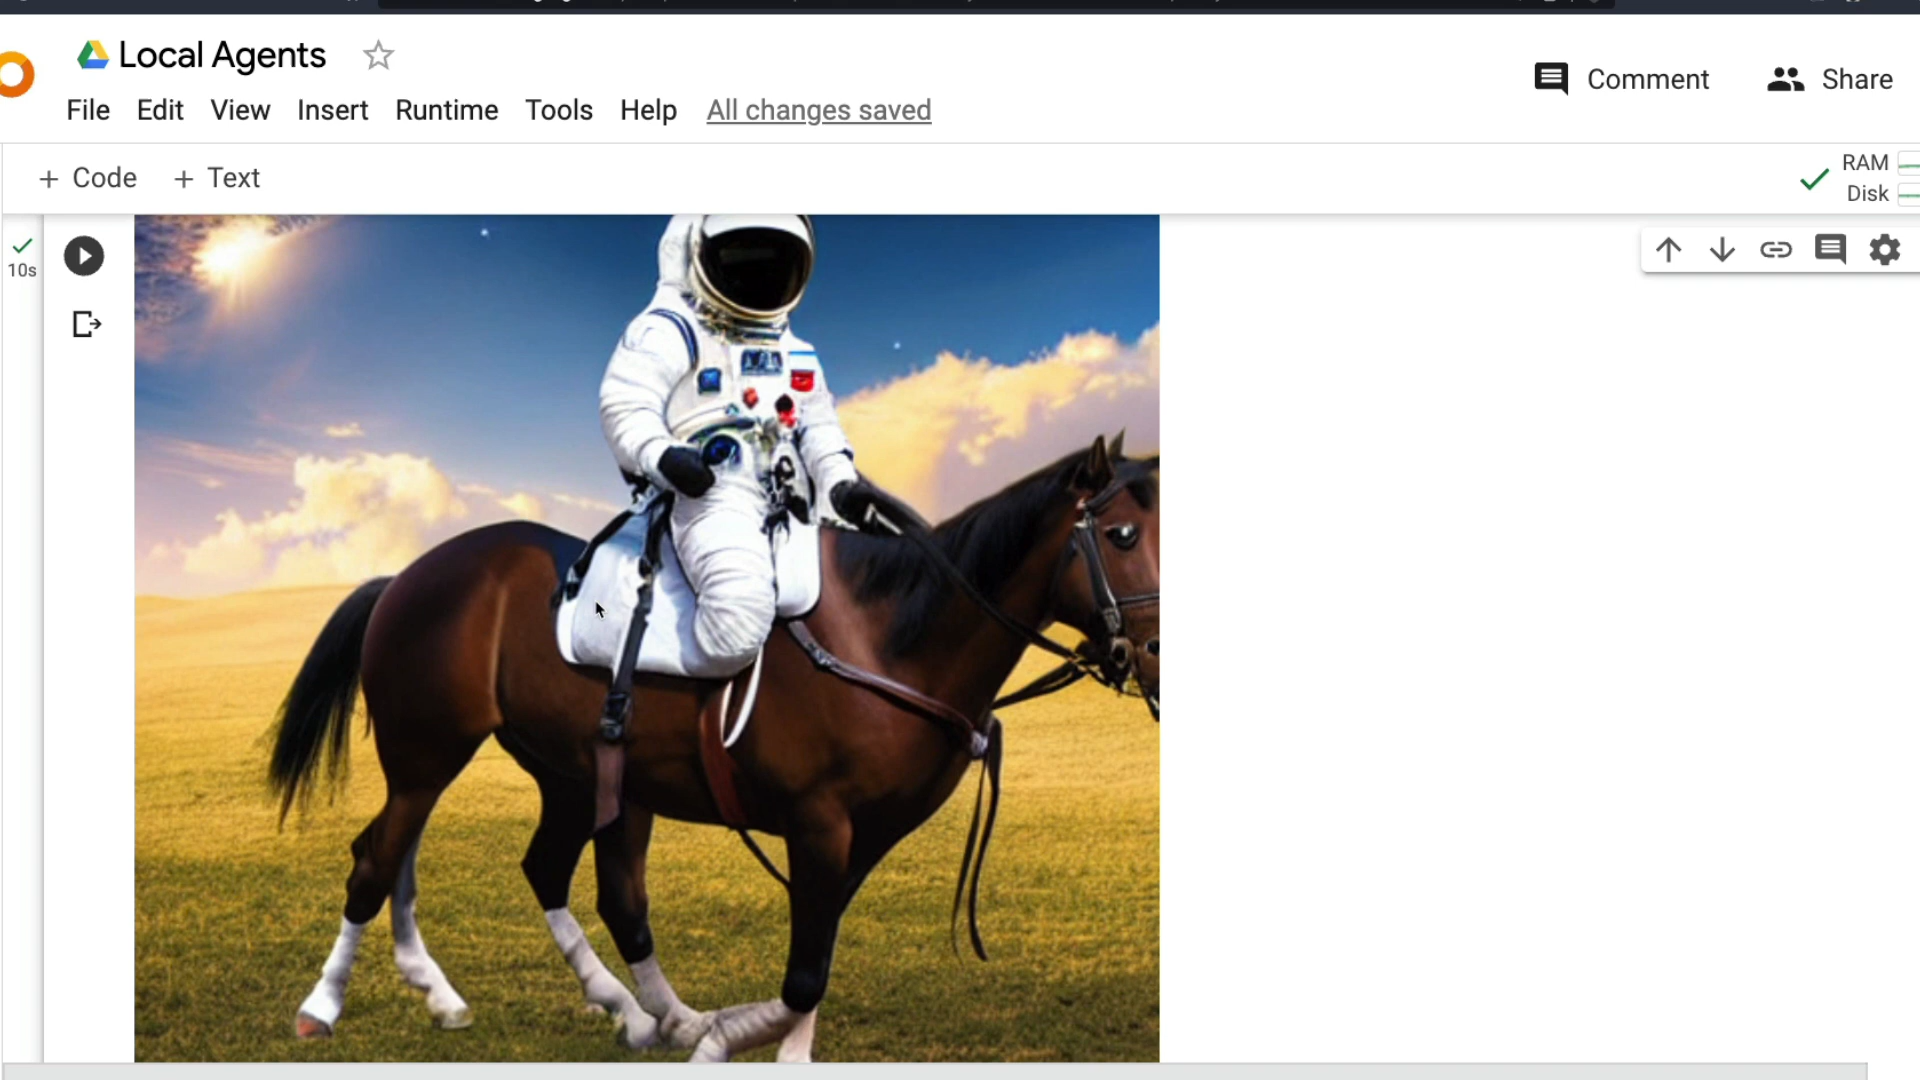 Local Agents
Comment Share
File Edit View Insert Runtime Tools Help All changes saved
+ Code + Text
RAM
Disk
10s